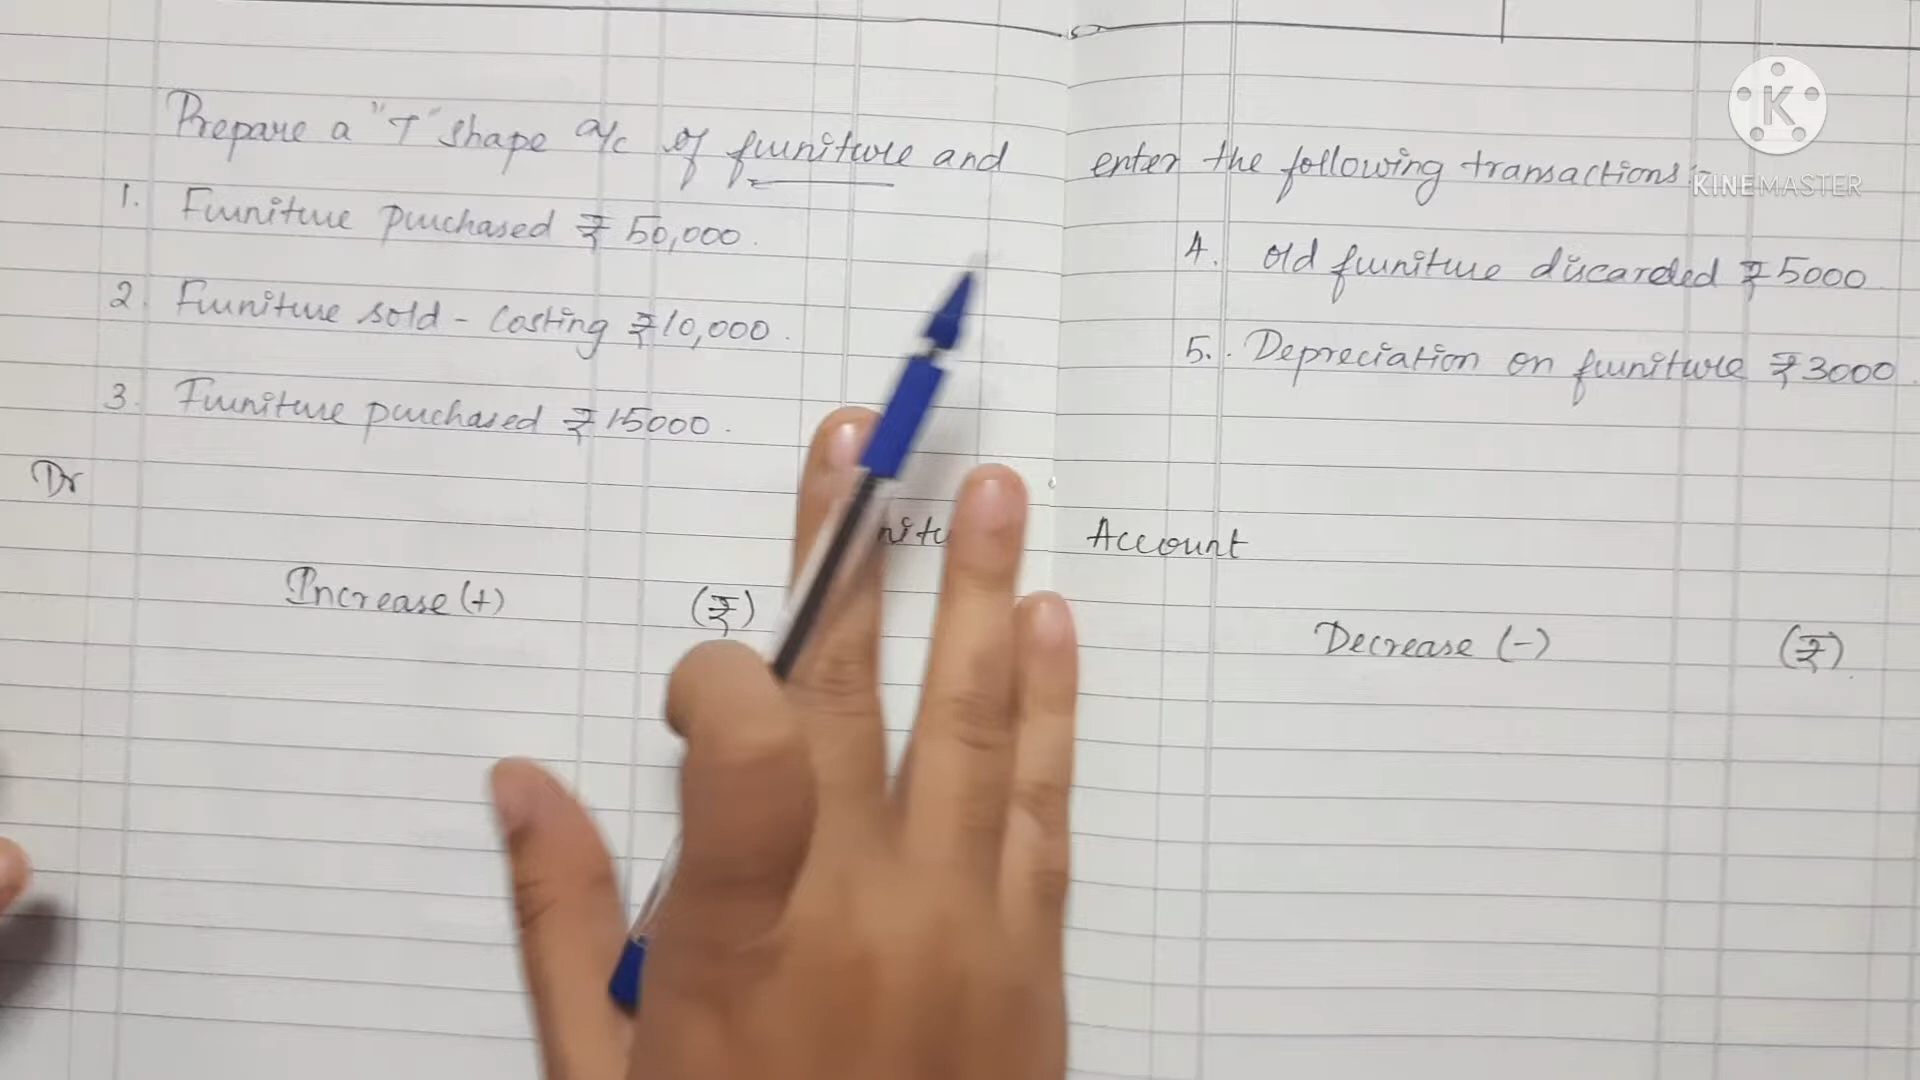 Prepare a "T" shape a/c of furniture and enter the following transactions:-
1. Furniture purchased ₹ 50,000.
2. Furniture sold - Costing ₹10,000.
3. Furniture purchased ₹15000.
4. old furniture discarded ₹5000
5. Depreciation on furniture ₹3000.
Dr
Account
Increase (+) (₹)
Decrease (-) (₹)
K
KINEMASTER